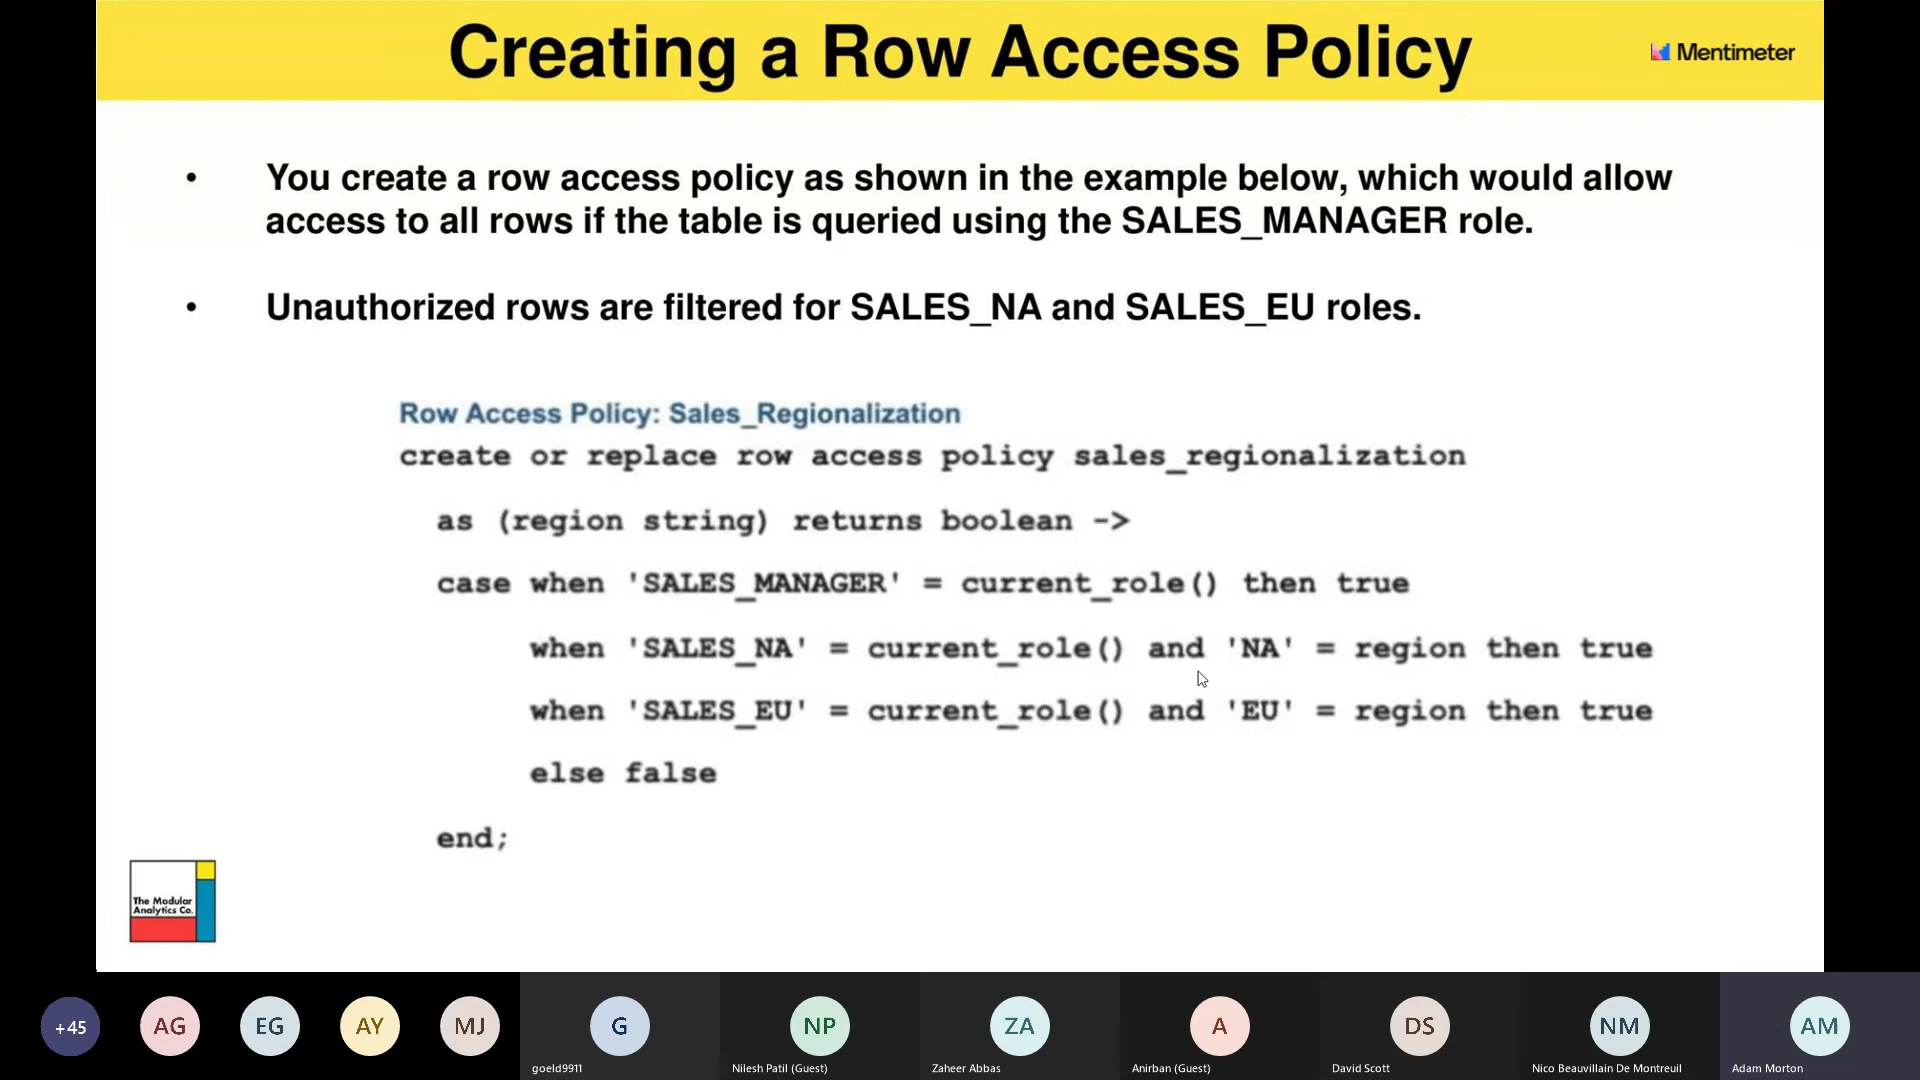 Creating a Row Access Policy
Mentimeter
• You create a row access policy as shown in the example below, which would allow
access to all rows if the table is queried using the SALES_MANAGER role.
• Unauthorized rows are filtered for SALES_NA and SALES_EU roles.
Row Access Policy: Sales_Regionalization
create or replace row access policy sales_regionalization
as (region string) returns boolean ->
case when 'SALES_MANAGER' = current_role() then true
when 'SALES_NA' = current_role() and 'NA' = region then true
when 'SALES_EU' = current_role() and 'EU' = region then true
else false
end;
The Modular
Analytics Co.
+45
AG
EG
AY
MJ
G
NP
ZA
A
DS
NM
AM
goeld9911
Nilesh Patil (Guest)
Zaheer Abbas
Anirban (Guest)
David Scott
Nico Beauvillain De Montreuil
Adam Morton